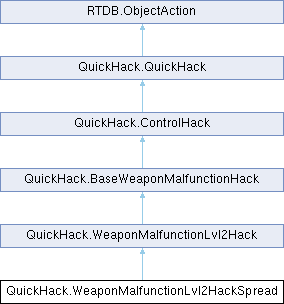 RTDB.ObjectAction
QuickHack.QuickHack
QuickHack.ControlHack
QuickHack.BaseWeaponMalfunctionHack
QuickHack.WeaponMalfunctionLvl2Hack
QuickHack.WeaponMalfunctionLvl2HackSpread